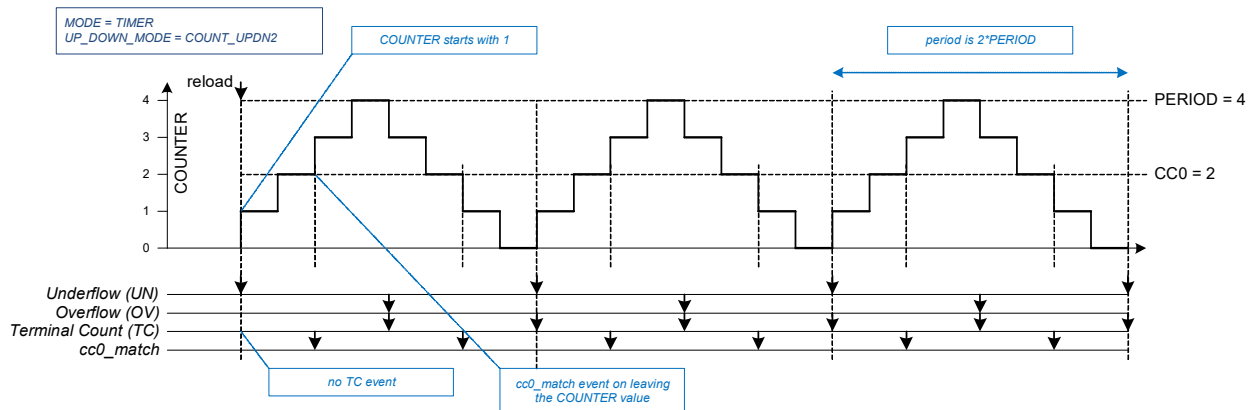 MODE = TIMER
UP_DOWN_MODE = COUNT_UPDN2
COUNTER starts with 1
period is 2*PERIOD
reload
COUNTER
4
3
2
1
0
PERIOD = 4
CC0 = 2
Underflow (UN)
Overflow (OV)
Terminal Count (TC)
cc0_match
no TC event
cc0_match event on leaving
the COUNTER value